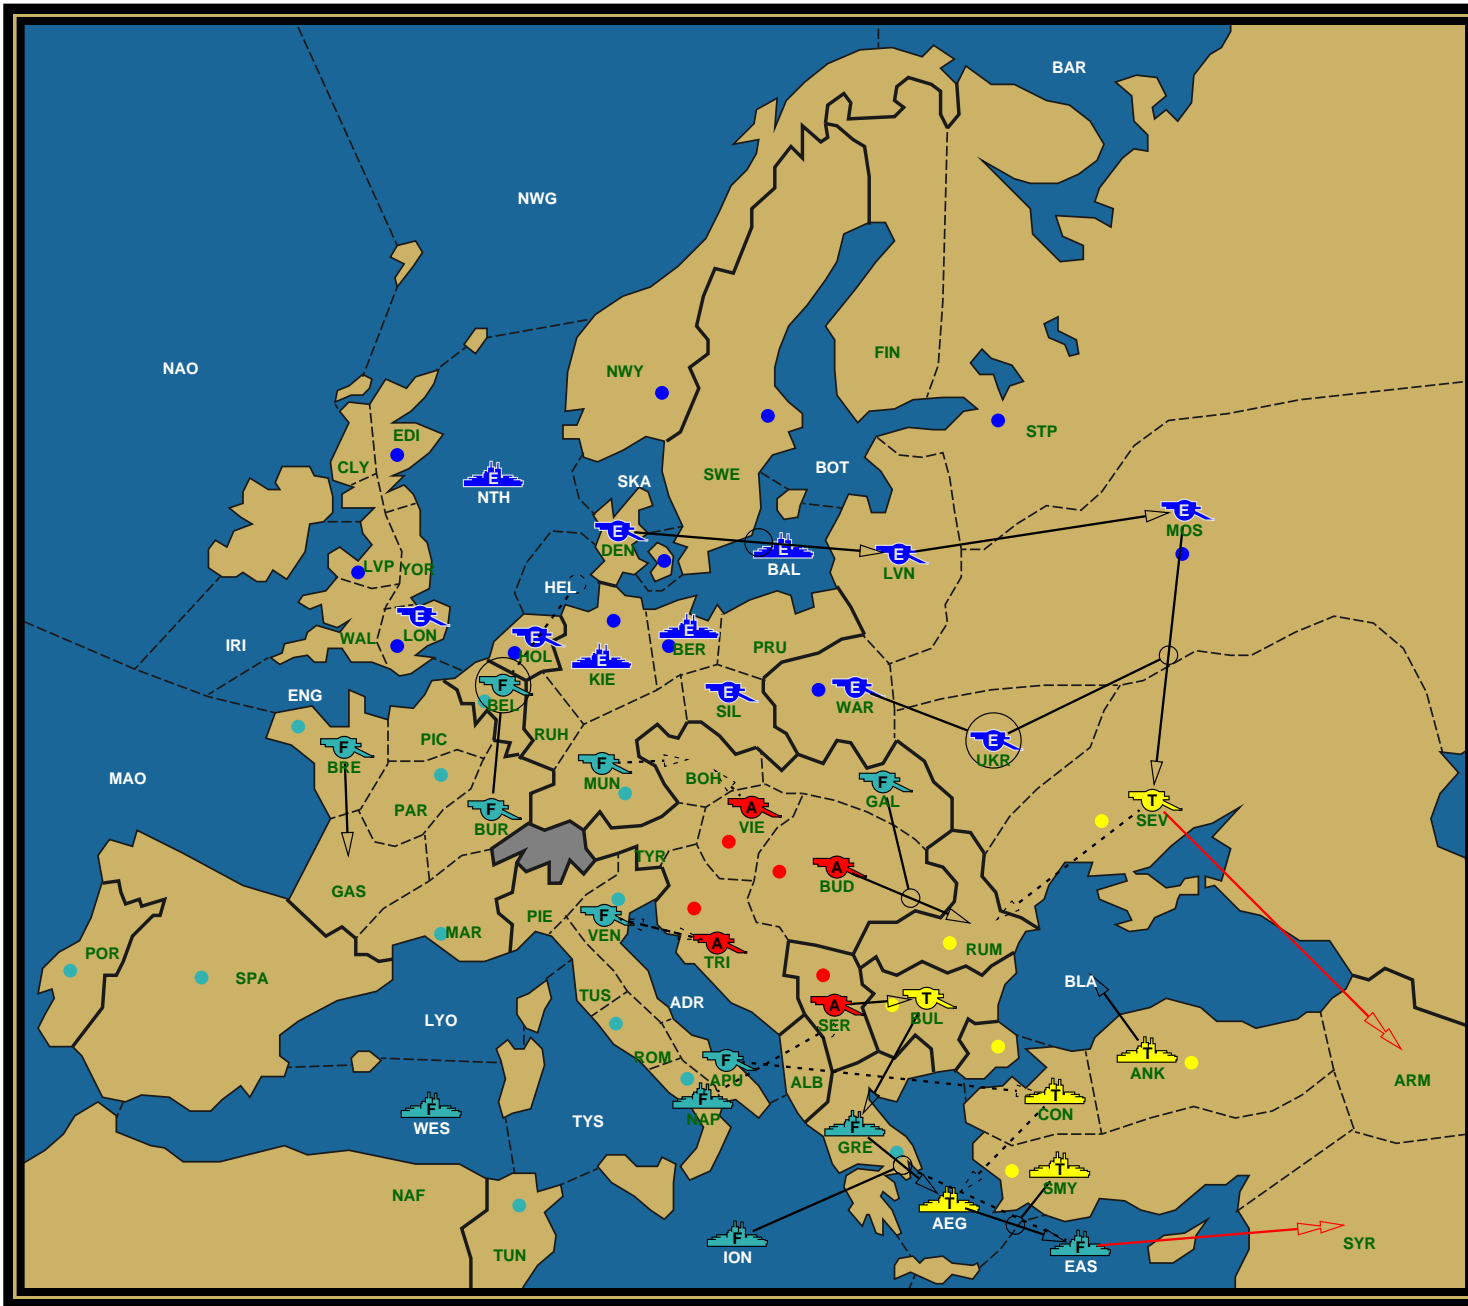 BAR
NWG
NAO
FIN
NWY
STP
EDI
CLY
SWE
BOT
SKA
E
NTH
E
MOS
E
DEN
E
BAL
E
LVN
LVP
YOR
HEL
E
LON
WAL
IRI
E
HOL
E
BER
PRU
E
KIE
ENG
F
BEL
E
SIL
E
WAR
RUH
PIC
E
UKR
F
BRE
MAO
F
MUN
BOH
F
GAL
PAR
F
BUR
A
VIE
T
SEV
TYR
A
BUD
GAS
PIE
F
VEN
MAR
A
TRI
RUM
POR
SPA
BLA
TUS
ADR
A
SER
T
BUL
LYO
ROM
F
APU
ALB
T
ANK
ARM
F
NAP
T
CON
F
WES
TYS
F
GRE
T
SMY
NAF
T
AEG
F
ION
F
EAS
SYR
TUN